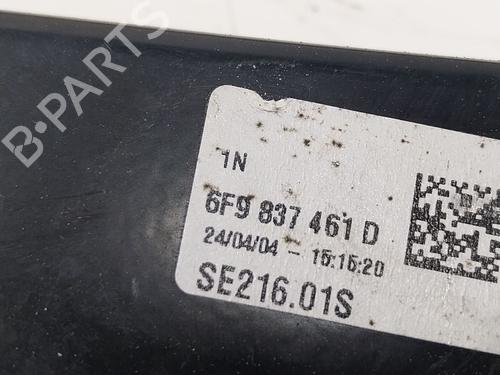 B-PARTS
1N
6F9 837 461 D
24/04/04 - 15:15:20
SE216.01S